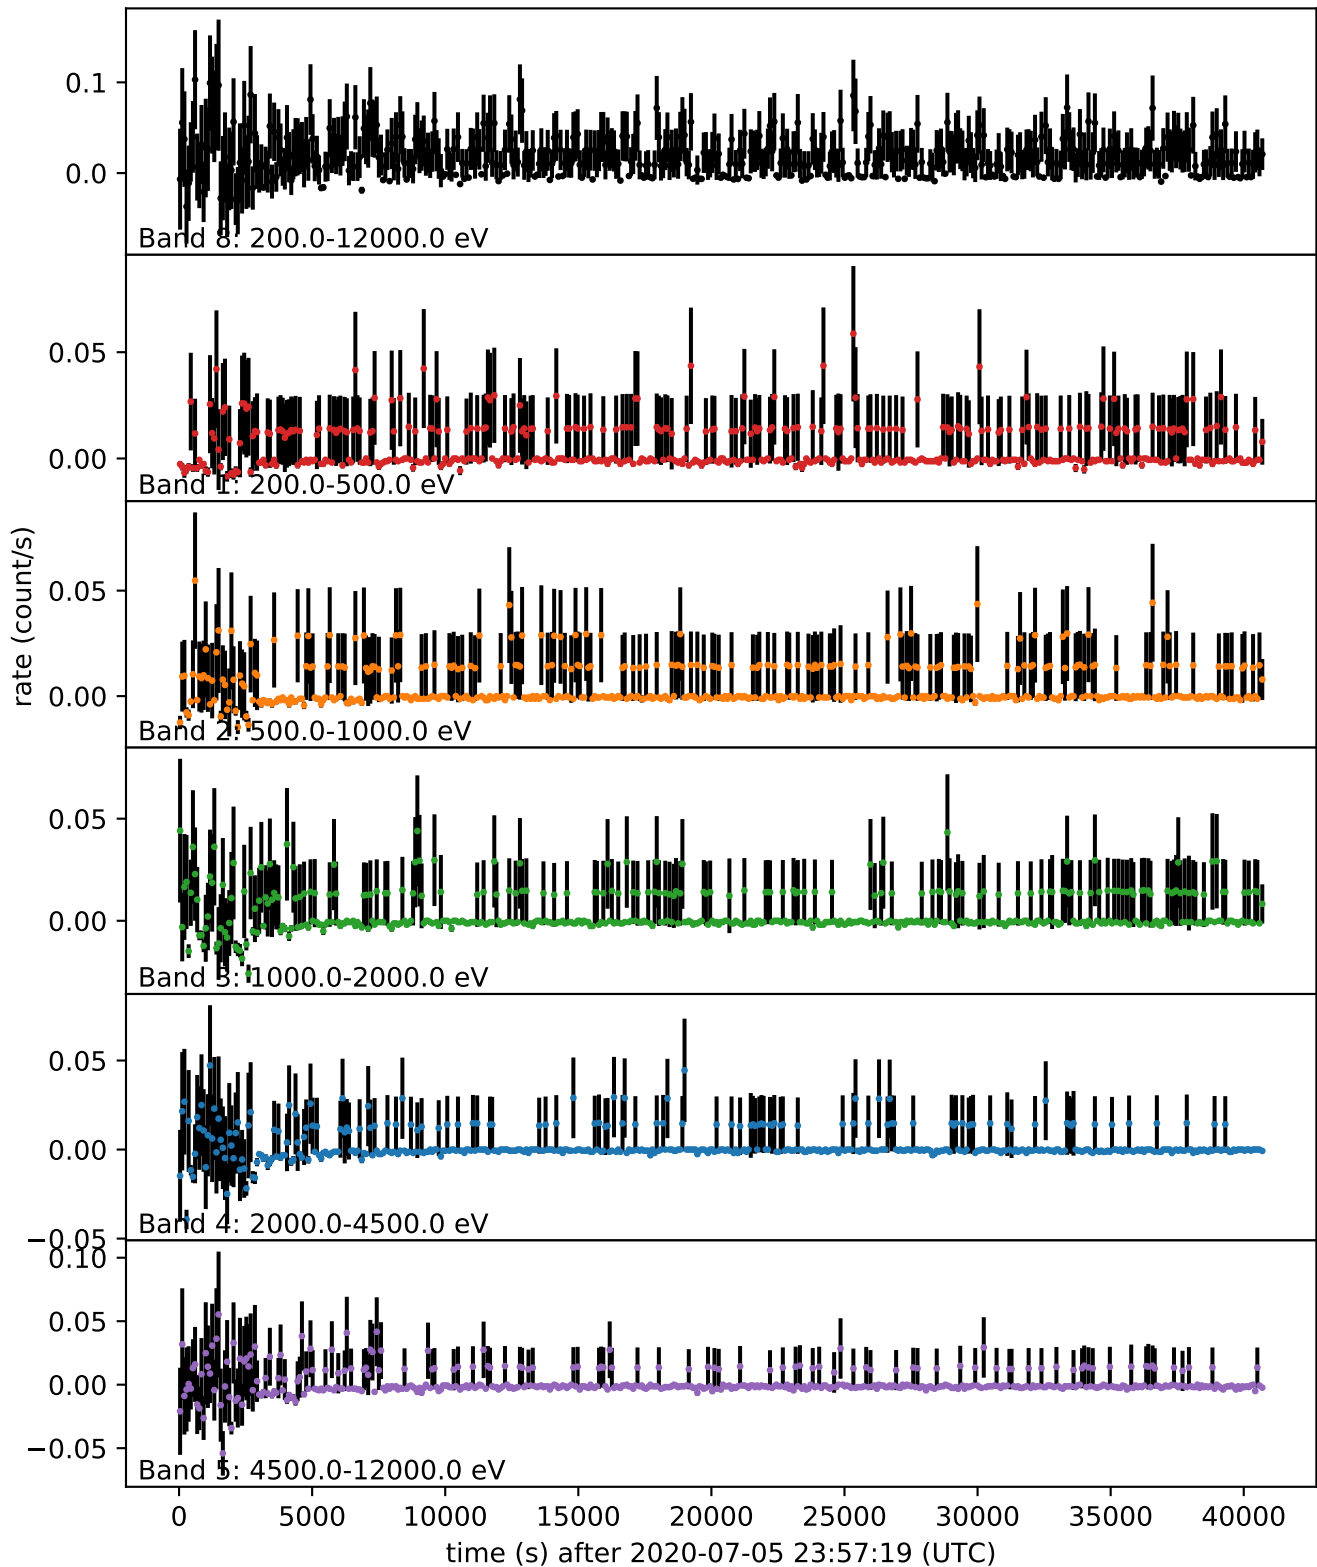 0.1
0.0
Band 8: 200.0-12000.0 eV
0.05
0.00
Band 1: 200.0-500.0 eV
0.05
0.00
Band 2: 500.0-1000.0 eV
rate (count/s)
0.05
0.00
Band 3: 1000.0-2000.0 eV
0.05
0.00
−0.05
Band 4: 2000.0-4500.0 eV
0.10
0.05
0.00
−0.05
Band 5: 4500.0-12000.0 eV
0 5000 10000 15000 20000 25000 30000 35000 40000
time (s) after 2020-07-05 23:57:19 (UTC)